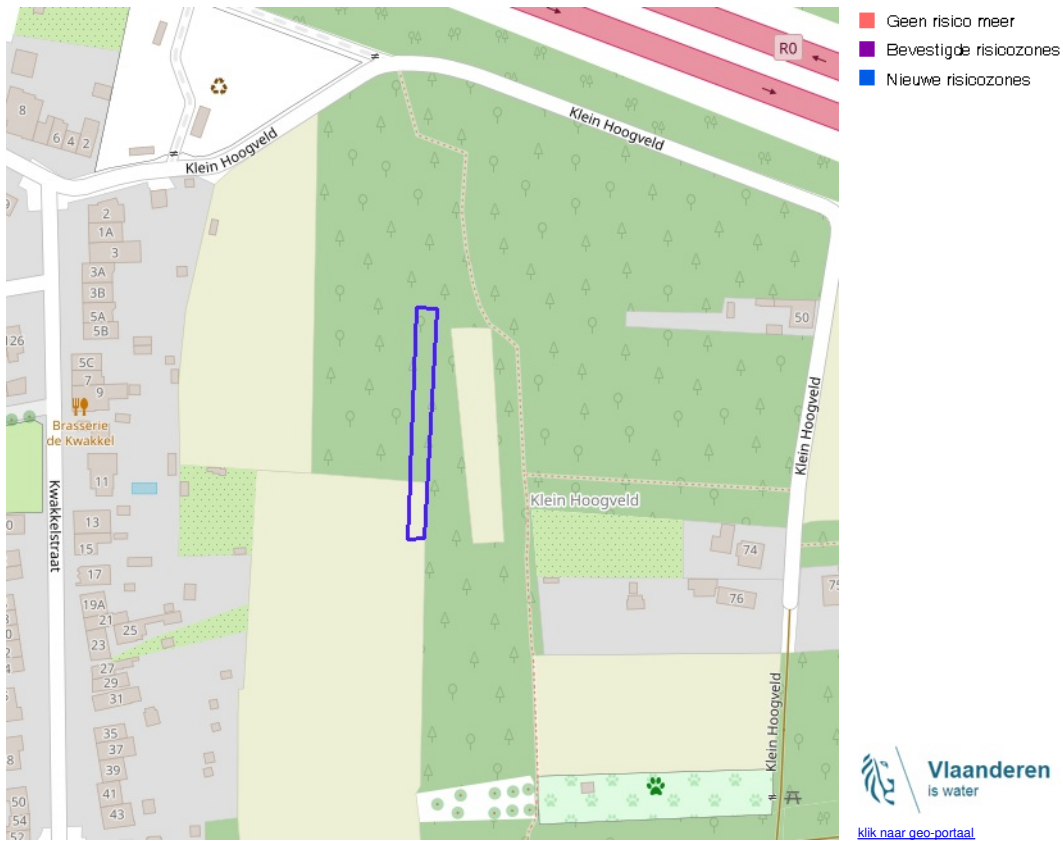 Geen risico meer
Bevestigde risicozones
Nieuwe risicozones
R0
8
6
4
2
Klein Hoogveld
Klein Hoogveld
2
1A
3
3A
3B
5A
5B
126
5C
7
9
Brasserie
de Kwakkel
11
50
Klein Hoogveld
Klein Hoogveld
Kwakkelstraat
13
15
17
74
76
19A
21
25
23
27
29
31
Klein Hoogveld
35
37
39
41
43
50
54
52
Vlaanderen
is water
klik naar geo-portaal